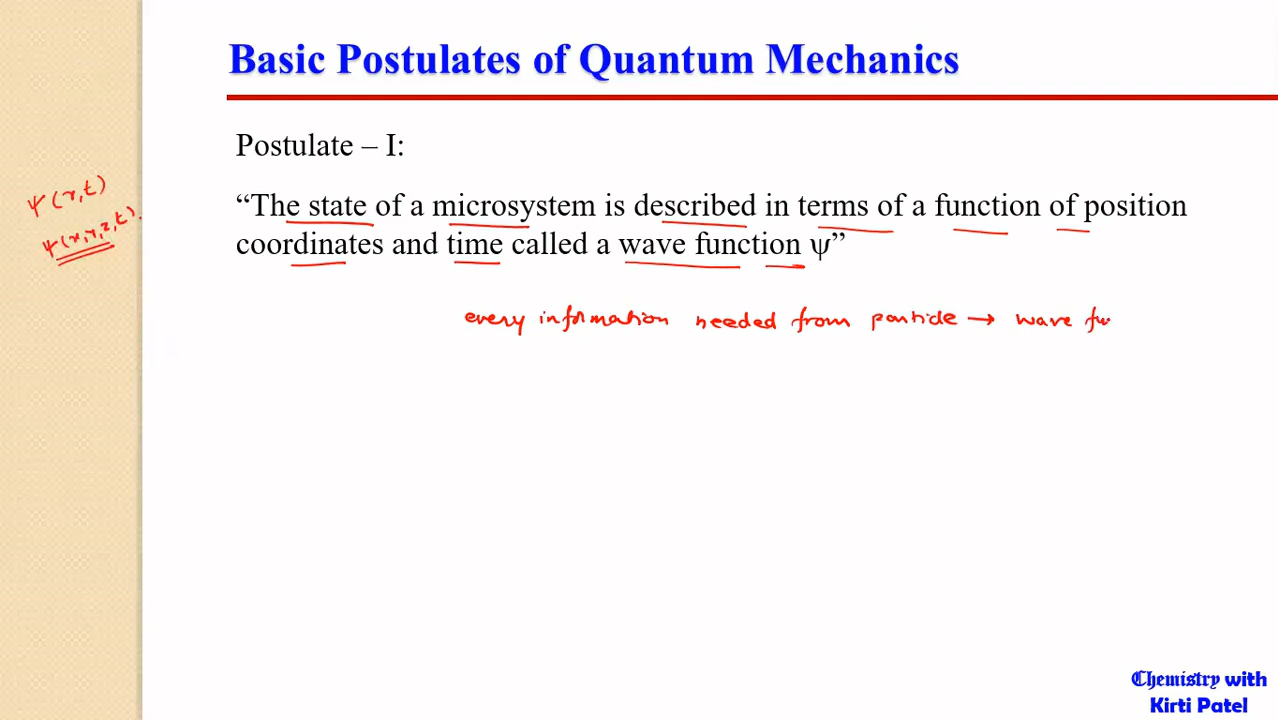 Basic Postulates of Quantum Mechanics
Postulate – I:
“The state of a microsystem is described in terms of a function of position
coordinates and time called a wave function ψ”
ψ(r,t)
ψ(x,y,z,t).
every information needed from particle → wave fu
Chemistry with
Kirti Patel